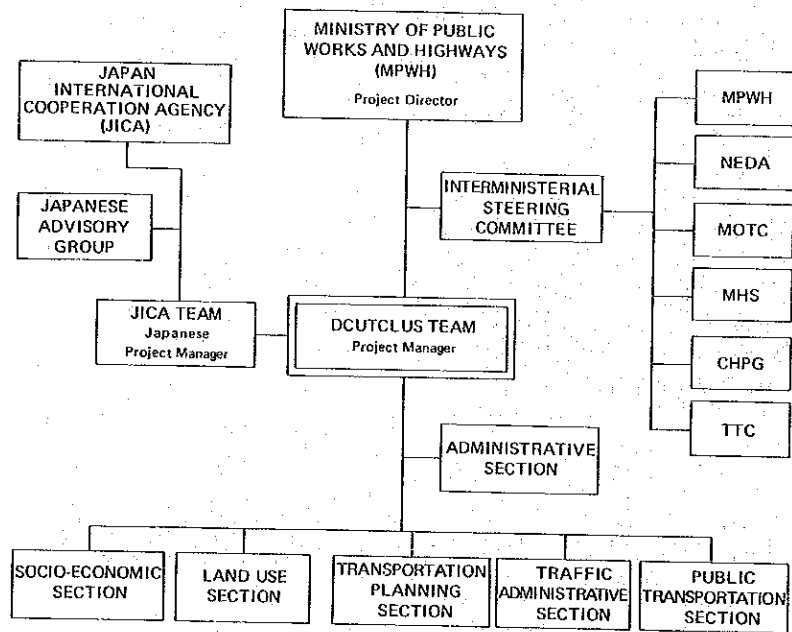 MINISTRY OF PUBLIC
WORKS AND HIGHWAYS
(MPWH)
Project Director
JAPAN
INTERNATIONAL
COOPERATION AGENCY
(JICA)
MPWH
NEDA
INTERMINISTERIAL
STEERING
COMMITTEE
JAPANESE
ADVISORY
GROUP
MOTC
MHS
JICA TEAM
Japanese
Project Manager
DCUTCLUS TEAM
Project Manager
CHPG
TTC
ADMINISTRATIVE
SECTION
SOCIO-ECONOMIC
SECTION
LAND USE
SECTION
TRANSPORTATION
PLANNING
SECTION
TRAFFIC
ADMINISTRATIVE
SECTION
PUBLIC
TRANSPORTATION
SECTION